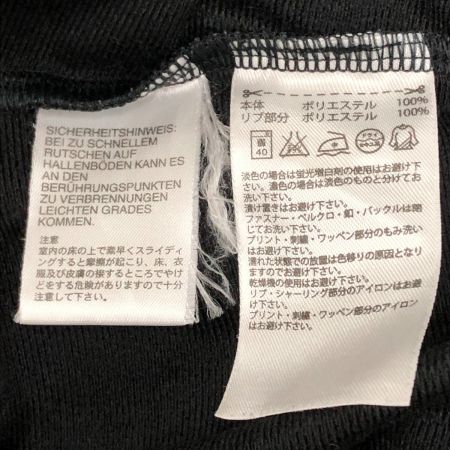 SICHERHEITSHINWEIS:
BEI ZU SCHNELLEM
RUTSCHEN AUF
HALLENBÖDEN KANN ES
AN DEN
BERÜHRUNGSPUNKTEN
ZU VERBRENNUNGEN
LEICHTEN GRADES
KOMMEN.
注意
室内の床の上で素早くスライディ
ングすると摩擦が起こり、床、衣
服及び皮膚の接するところでやけ
どをする危険がありますので十分
注意して下さい。
本体 ポリエステル 100%
リブ部分 ポリエステル 100%
40 ドライ
淡色の場合は蛍光増白剤の使用はお避け下
さい。濃色の場合は淡色のものと分けてお
洗い下さい。
漬け置きはお避け下さい。
ファスナー・ベルクロ・釦・バックルは閉
じてお洗い下さい。
プリント・刺繍・ワッペン部分のもみ洗い
はお避け下さい。
濡れた状態での放置は色移りの原因となり
ますのでお避け下さい。
乾燥機の使用はお避け下さい。
リブ・シャーリング部分のアイロンはお避
け下さい。
プリント・刺繍・ワッペン部分のアイロン
はお避け下さい。